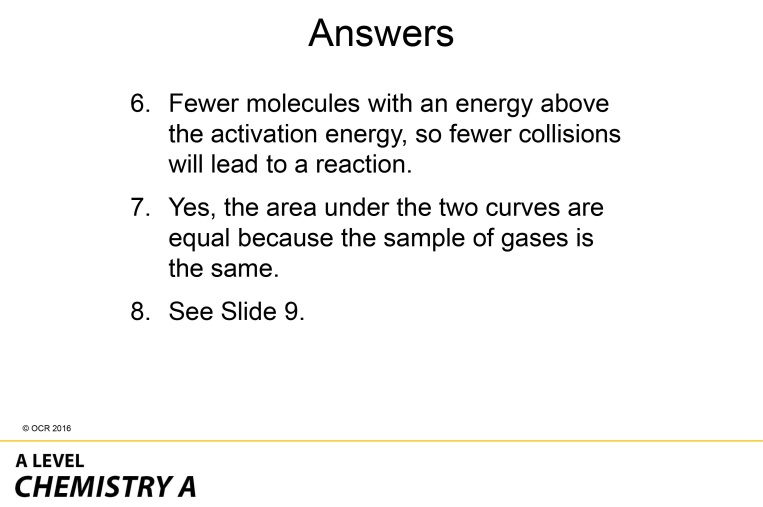 Answers
6. Fewer molecules with an energy above
the activation energy, so fewer collisions
will lead to a reaction.
7. Yes, the area under the two curves are
equal because the sample of gases is
the same.
8. See Slide 9.
© OCR 2016
A LEVEL
CHEMISTRY A